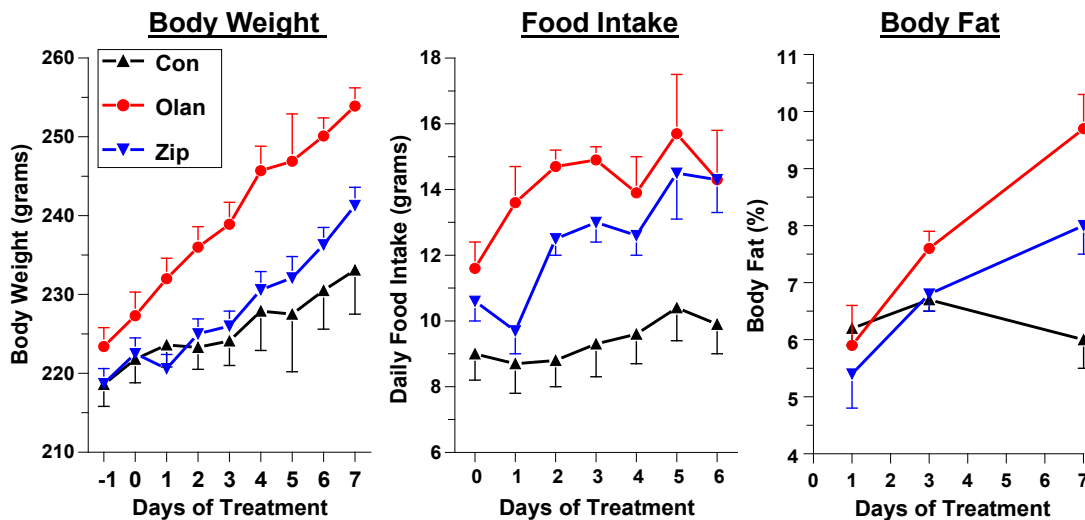 Body Weight
Food Intake
Body Fat
Con
Olan
Zip
Body Weight (grams)
260
250
240
230
220
210
-1 0 1 2 3 4 5 6 7
Days of Treatment
Daily Food Intake (grams)
18
16
14
12
10
8
6
0 1 2 3 4 5 6
Days of Treatment
Body Fat (%)
11
10
9
8
7
6
5
4
0 1 2 3 4 5 6 7
Days of Treatment